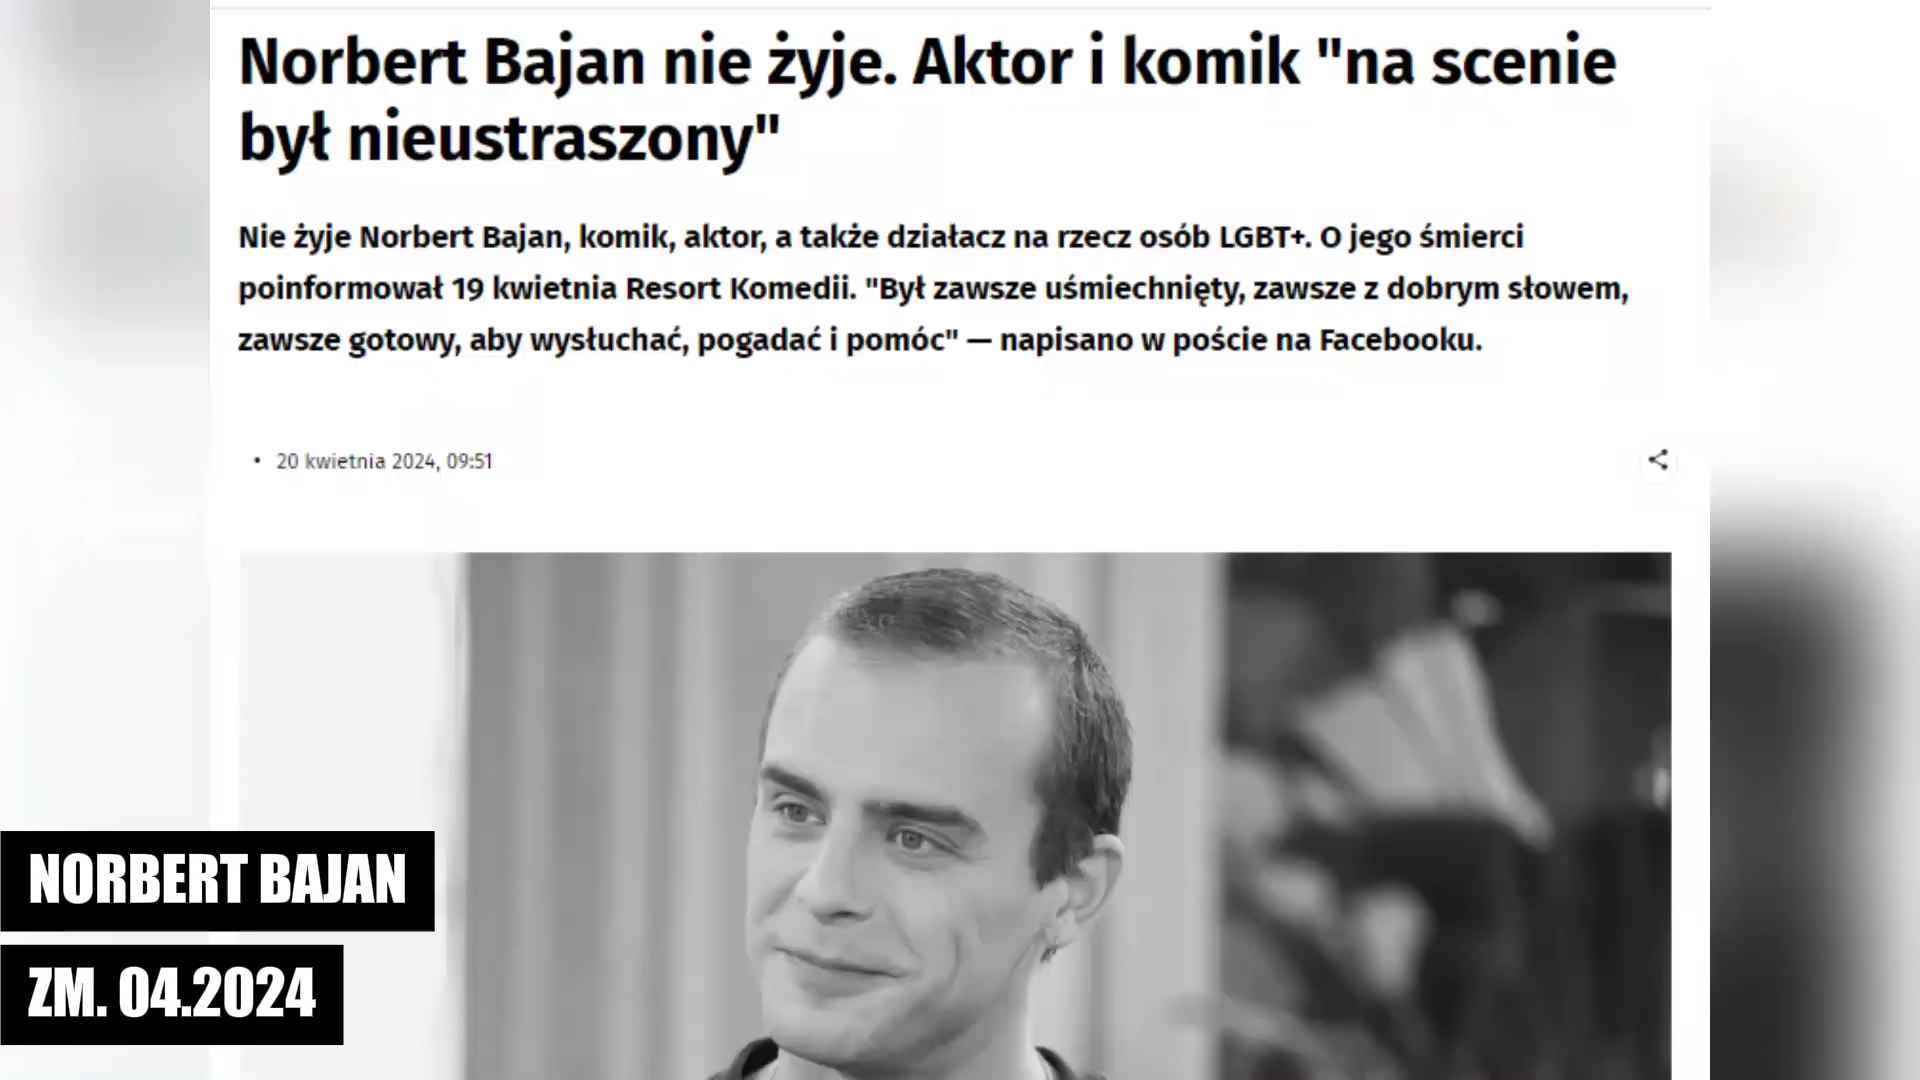 Norbert Bajan nie żyje. Aktor i komik "na scenie
był nieustraszony"
Nie żyje Norbert Bajan, komik, aktor, a także działacz na rzecz osób LGBT+. O jego śmierci
poinformował 19 kwietnia Resort Komedii. "Był zawsze uśmiechnięty, zawsze z dobrym słowem,
zawsze gotowy, aby wysłuchać, pogadać i pomóc" — napisano w poście na Facebooku.
• 20 kwietnia 2024, 09:51
NORBERT BAJAN
ZM. 04.2024